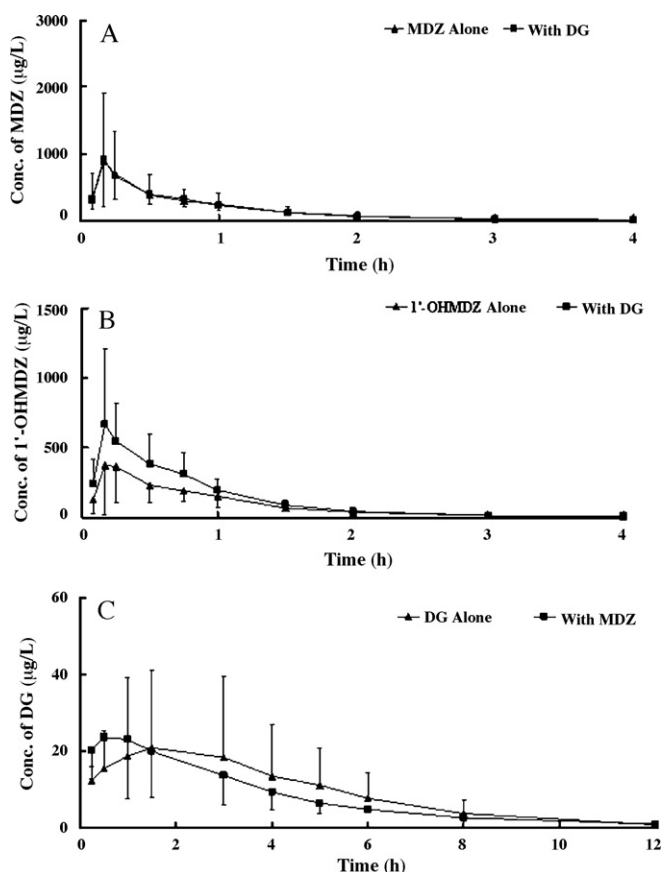 A
MDZ Alone With DG
Conc. of MDZ (µg/L)
3000
2000
1000
0
0 1 2 3 4
Time (h)
B
1'-OHMDZ Alone With DG
Conc. of 1'-OHMDZ (µg/L)
1500
1000
500
0
0 1 2 3 4
Time (h)
C
DG Alone With MDZ
Conc. of DG (µg/L)
60
40
20
0
0 2 4 6 8 10 12
Time (h)